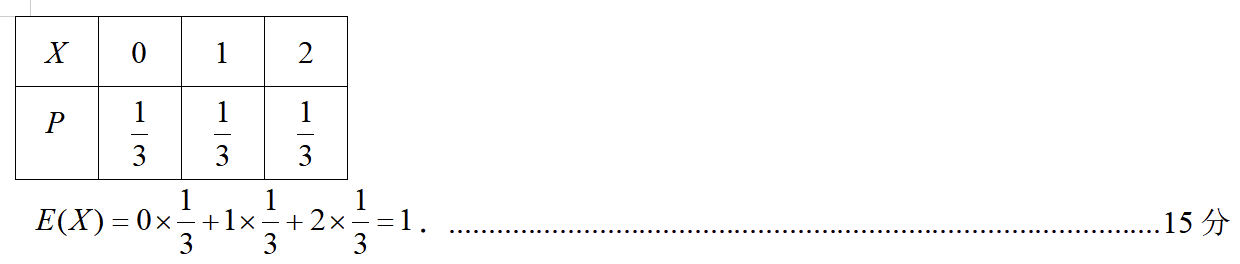 X 0 1 2
P 1/3 1/3 1/3
E(X) = 0×1/3+1×1/3+2×1/3=1. ......................................................................................15 分